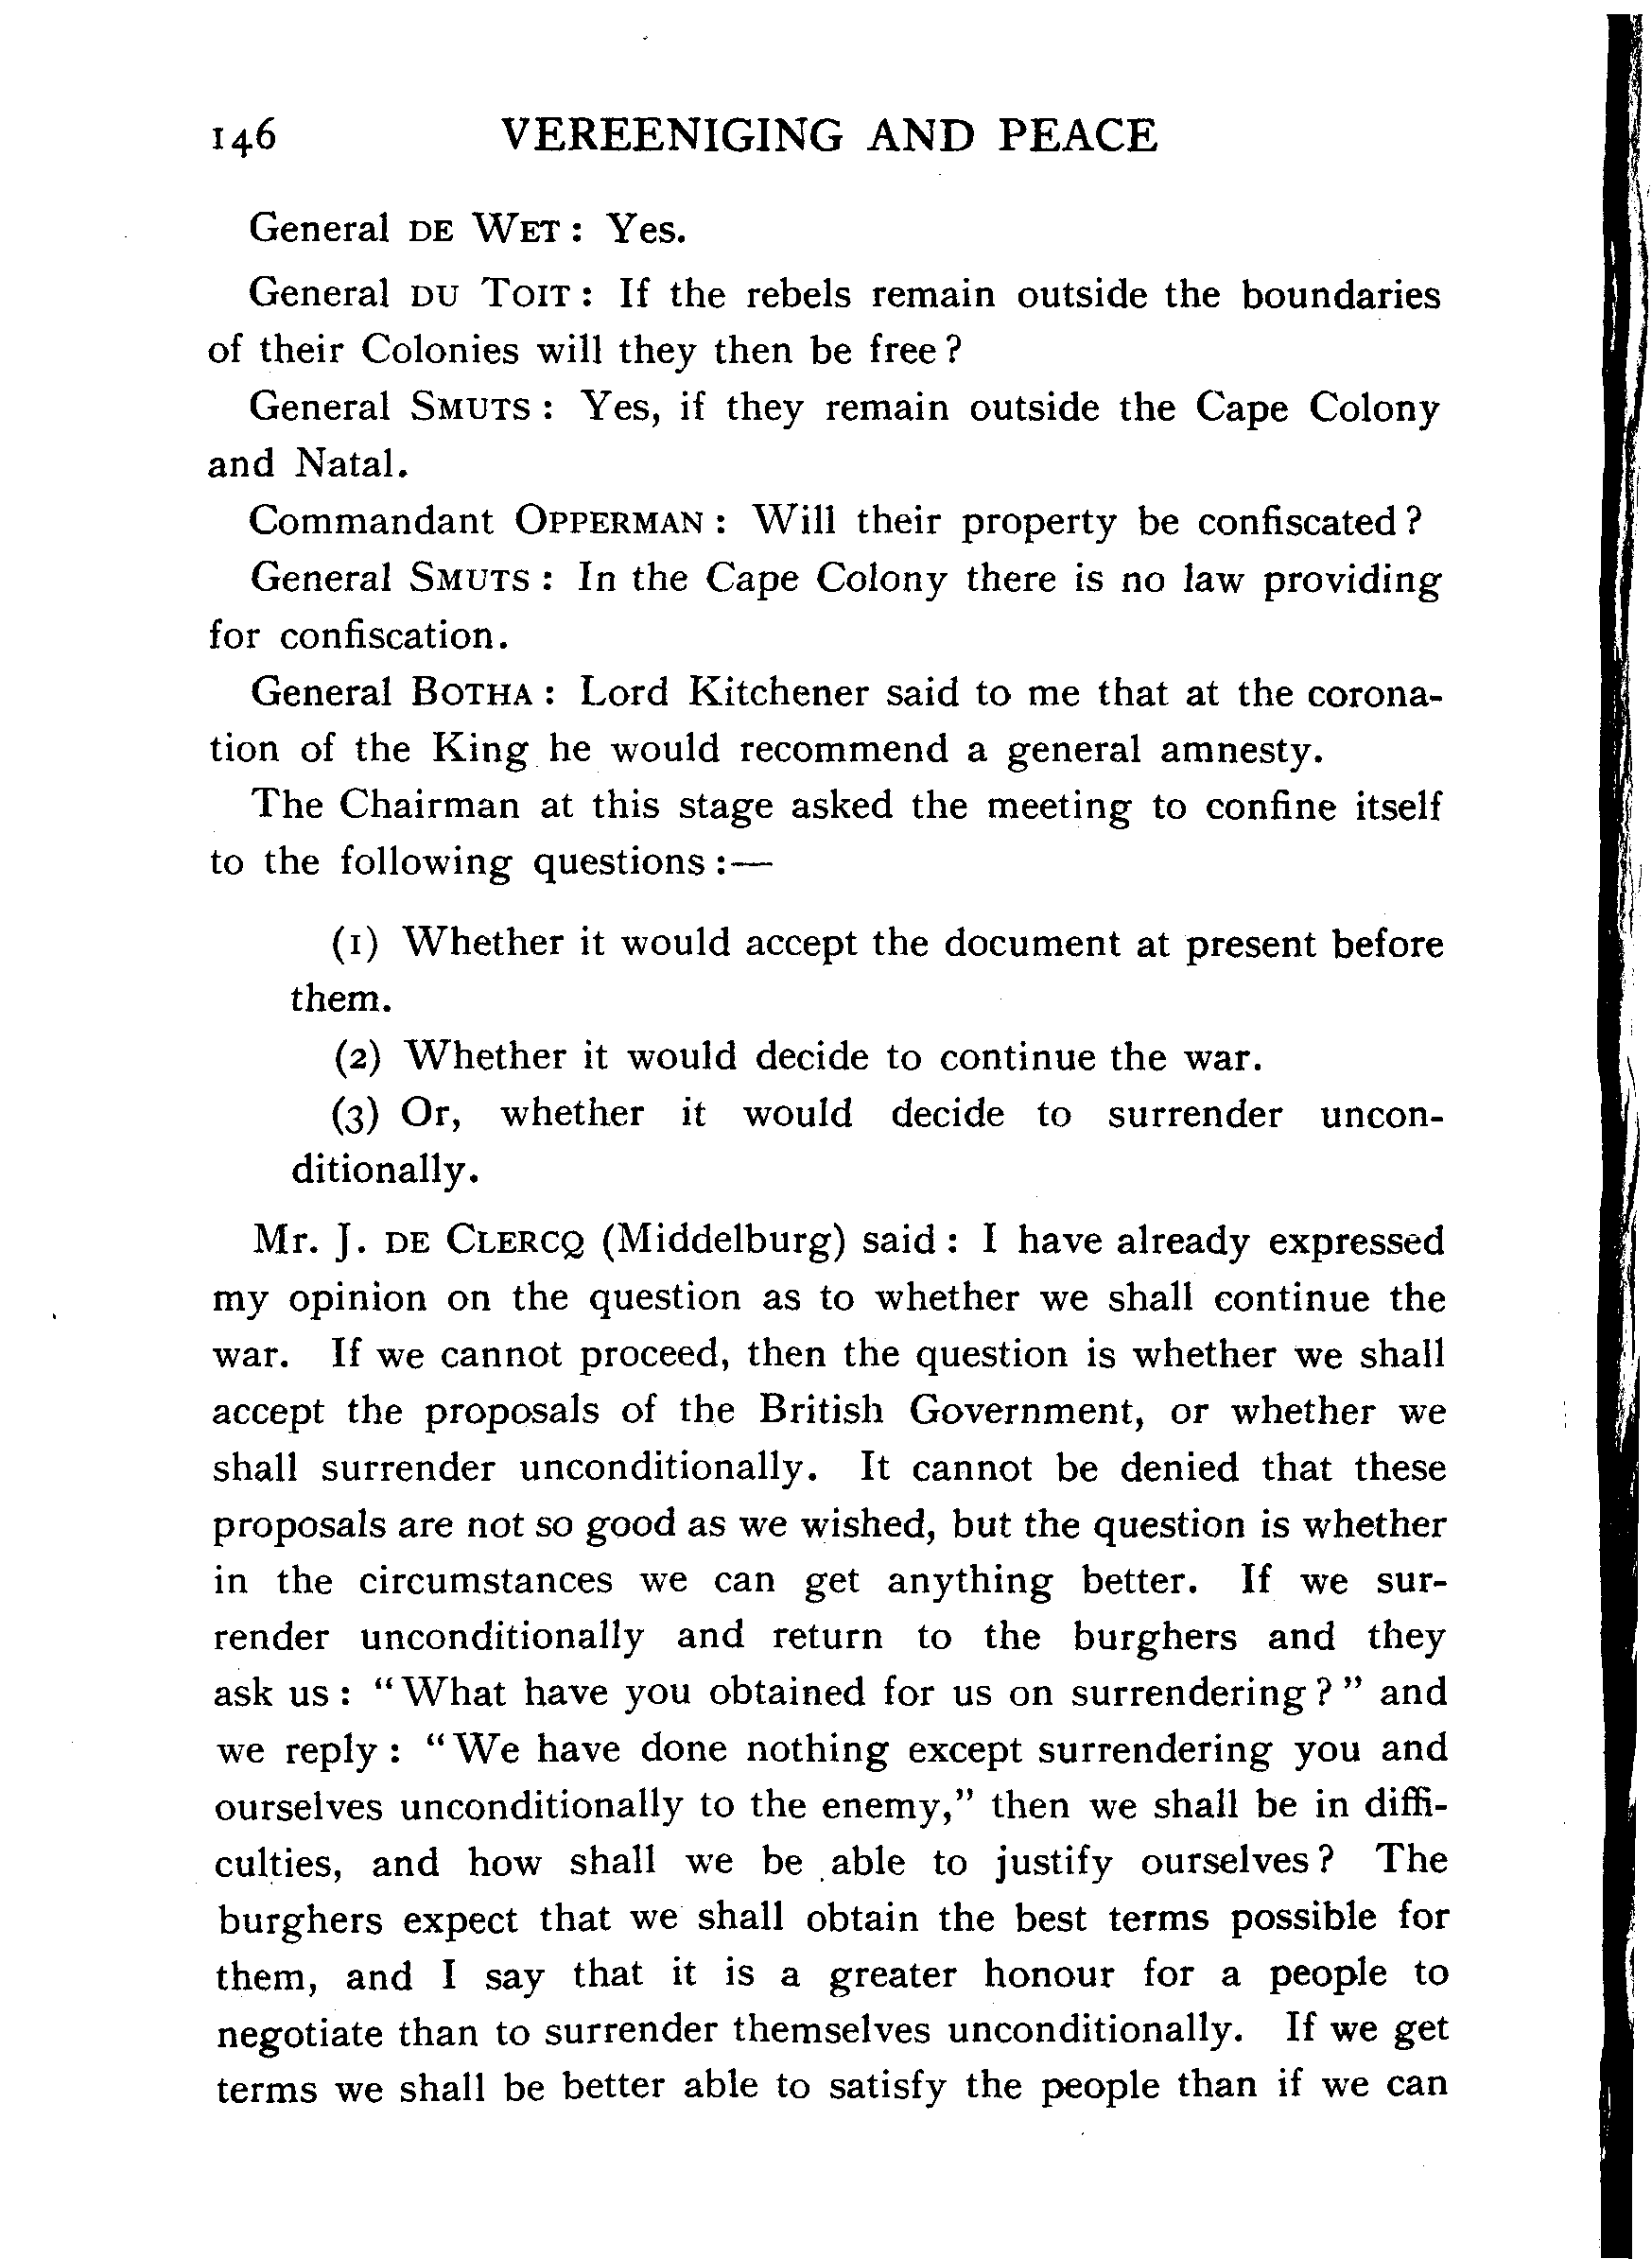 146 VEREENIGING AND PEACE
General DE WET : Yes.
General DU TOIT : If the rebels remain outside the boundaries
of their Colonies will they then be free ?
General SMUTS : Yes, if they remain outside the Cape Colony
and Natal.
Commandant OPPERMAN : Will their property be confiscated ?
General SMUTS : In the Cape Colony there is no law providing
for confiscation.
General BOTHA : Lord Kitchener said to me that at the corona-
tion of the King he would recommend a general amnesty.
The Chairman at this stage asked the meeting to confine itself
to the following questions :—
(1) Whether it would accept the document at present before
them.
(2) Whether it would decide to continue the war.
(3) Or, whether it would decide to surrender uncon-
ditionally.
Mr. J. DE CLERCQ (Middelburg) said : I have already expressed
my opinion on the question as to whether we shall continue the
war. If we cannot proceed, then the question is whether we shall
accept the proposals of the British Government, or whether we
shall surrender unconditionally. It cannot be denied that these
proposals are not so good as we wished, but the question is whether
in the circumstances we can get anything better. If we sur-
render unconditionally and return to the burghers and they
ask us : “ What have you obtained for us on surrendering ? ” and
we reply : “ We have done nothing except surrendering you and
ourselves unconditionally to the enemy,” then we shall be in diffi-
culties, and how shall we be able to justify ourselves ? The
burghers expect that we shall obtain the best terms possible for
them, and I say that it is a greater honour for a people to
negotiate than to surrender themselves unconditionally. If we get
terms we shall be better able to satisfy the people than if we can